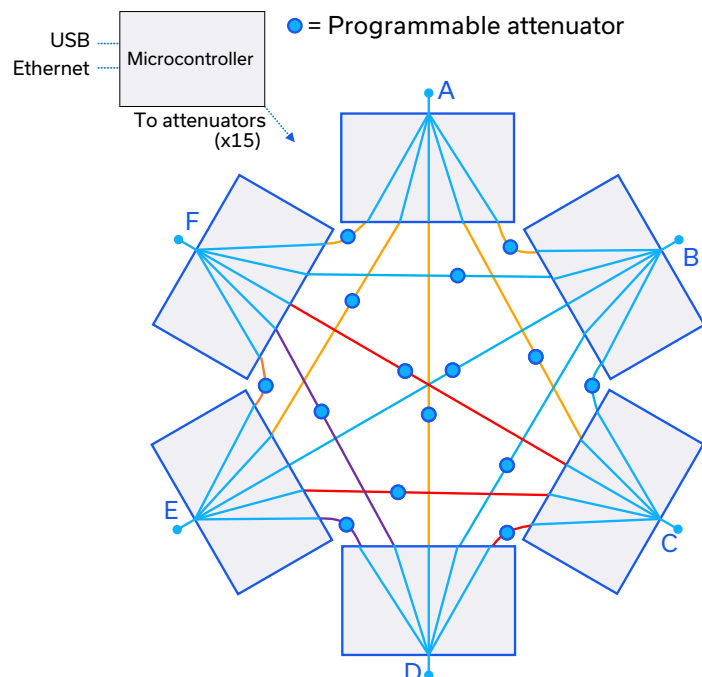 USB
Ethernet
Microcontroller
To attenuators
(x15)
= Programmable attenuator
A
F
B
E
C
D